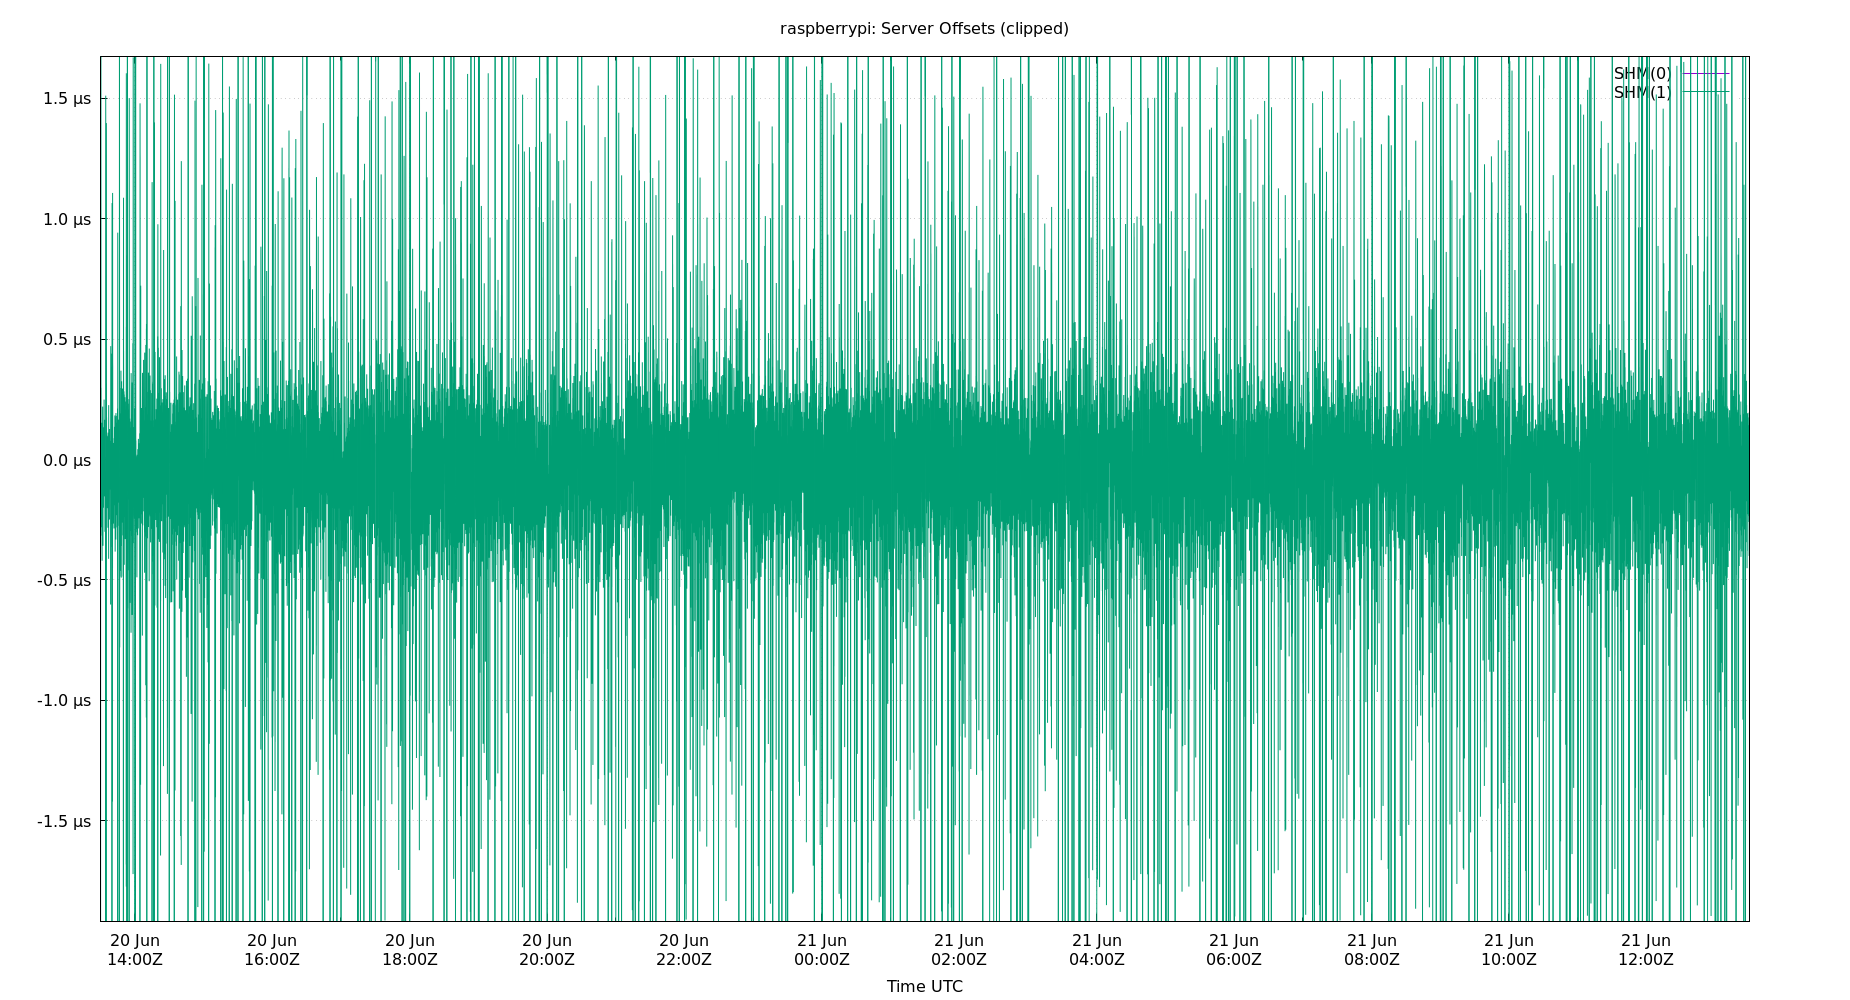 raspberrypi: Server Offsets (clipped)
SHM(0)
SHM(1)
1.5 µs
1.0 µs
0.5 µs
0.0 µs
-0.5 µs
-1.0 µs
-1.5 µs
20 Jun 20 Jun 20 Jun 20 Jun 20 Jun 21 Jun 21 Jun 21 Jun 21 Jun 21 Jun 21 Jun 21 Jun
14:00Z 16:00Z 18:00Z 20:00Z 22:00Z 00:00Z 02:00Z 04:00Z 06:00Z 08:00Z 10:00Z 12:00Z
Time UTC